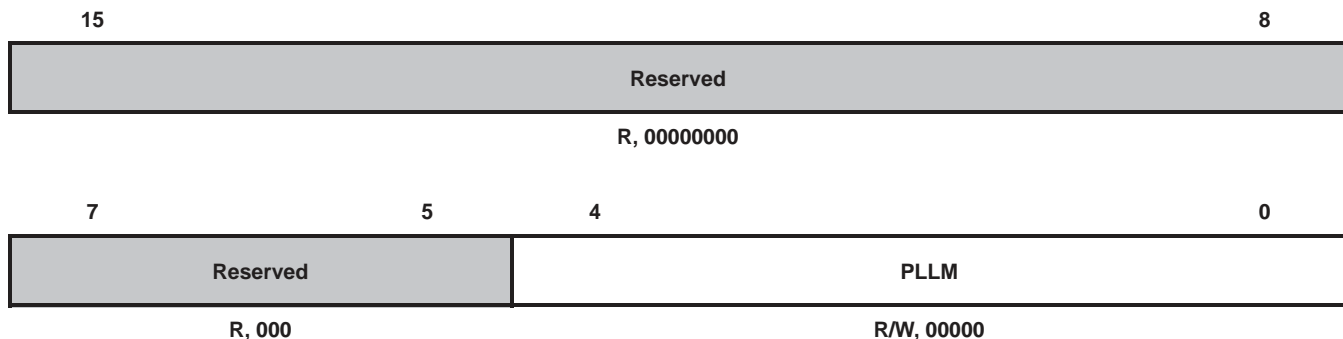 15 8
Reserved
R, 00000000
7 5 4 0
Reserved PLLM
R, 000 R/W, 00000